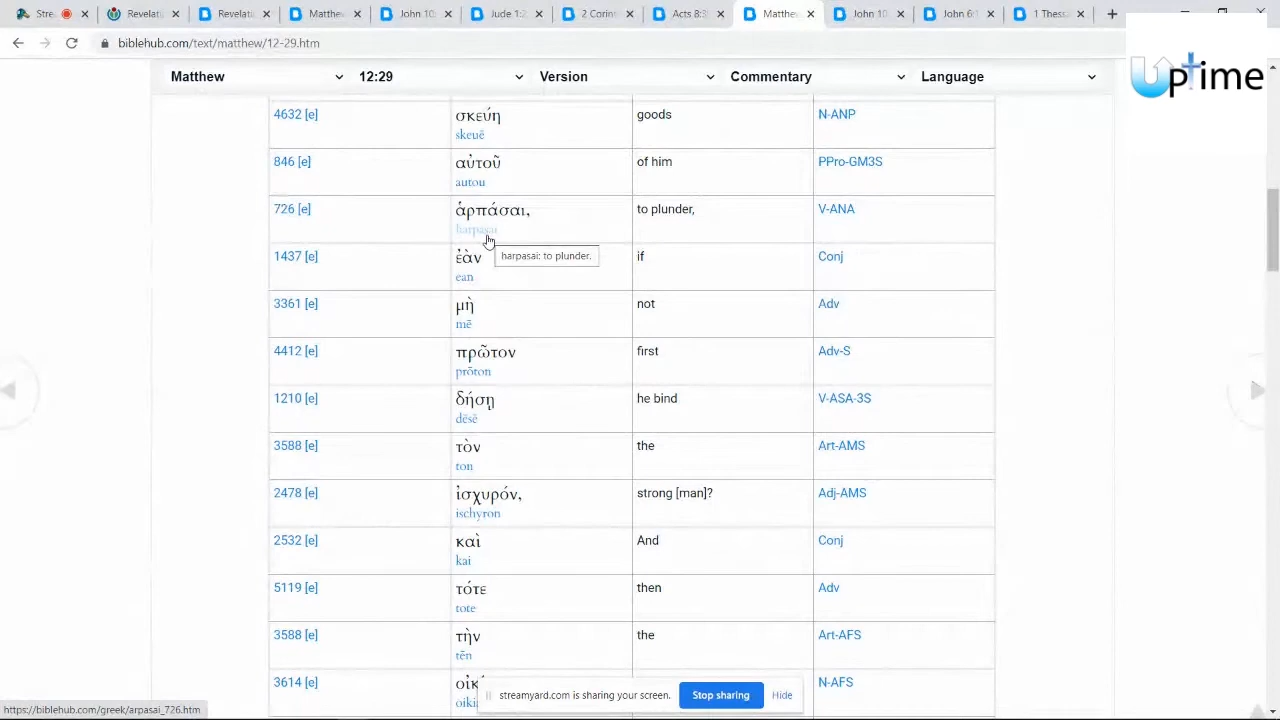 Stre
Revelat
Revelati
Matthe
John 10:
Jude 1:2
2 Corin
Acts 8:3
Matthe
John 10
John 6:1
1 Thess
biblehub.com/text/matthew/12-29.htm
Uptime
Matthew 12:29 Version Commentary Language
4632 [e] σκεύη goods N-ANP
skeuē
846 [e] αὐτοῦ of him PPro-GM3S
autou
726 [e] ἁρπάσαι, to plunder, V-ANA
harpasai
harpasai: to plunder.
1437 [e] ἐὰν if Conj
ean
3361 [e] μὴ not Adv
mē
4412 [e] πρῶτον first Adv-S
prōton
1210 [e] δήσῃ he bind V-ASA-3S
dēsē
3588 [e] τὸν the Art-AMS
ton
2478 [e] ἰσχυρόν, strong [man]? Adj-AMS
ischyron
2532 [e] καὶ And Conj
kai
5119 [e] τότε then Adv
tote
3588 [e] τὴν the Art-AFS
tēn
3614 [e] N-AFS
streamyard.com is sharing your screen. Stop sharing Hide
https://biblehub.com/greek/arpasai_726.htm